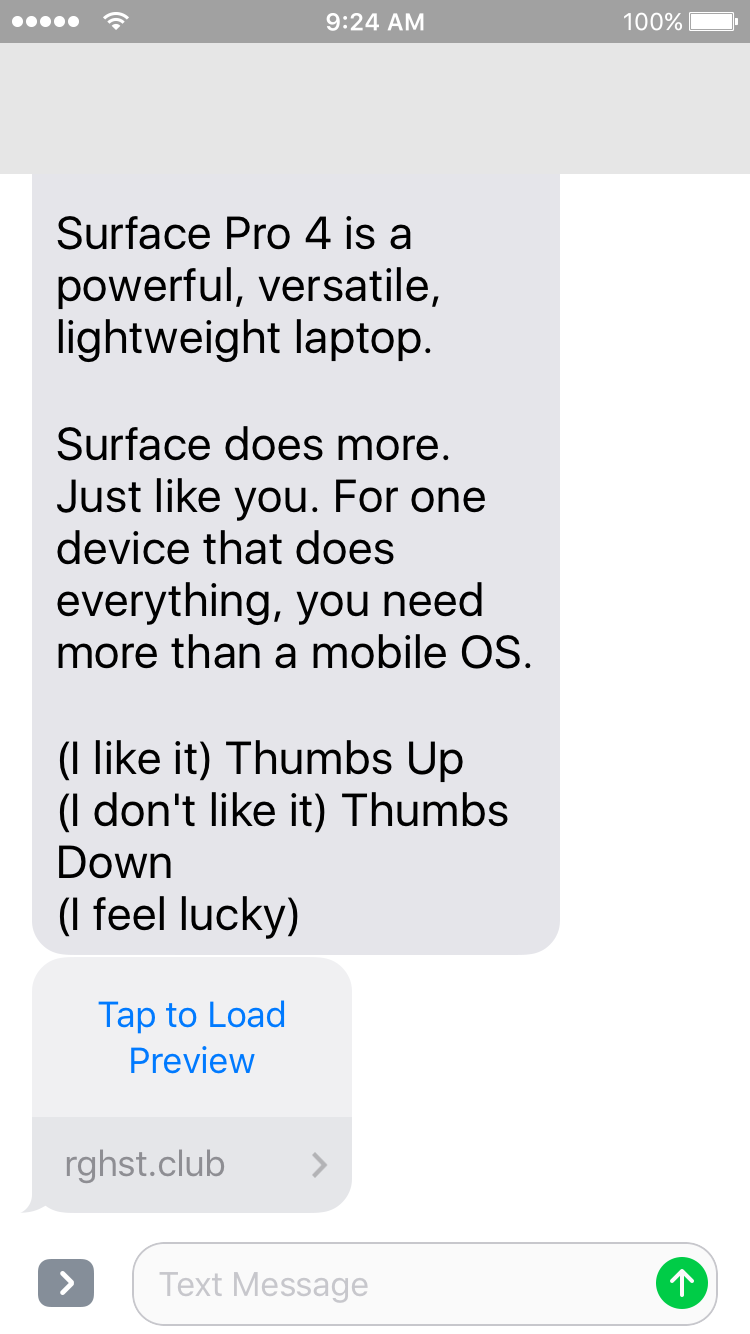 9:24 AM 100%
Surface Pro 4 is a
powerful, versatile,
lightweight laptop.
Surface does more.
Just like you. For one
device that does
everything, you need
more than a mobile OS.
(I like it) Thumbs Up
(I don't like it) Thumbs
Down
(I feel lucky)
Tap to Load
Preview
rghst.club
Text Message